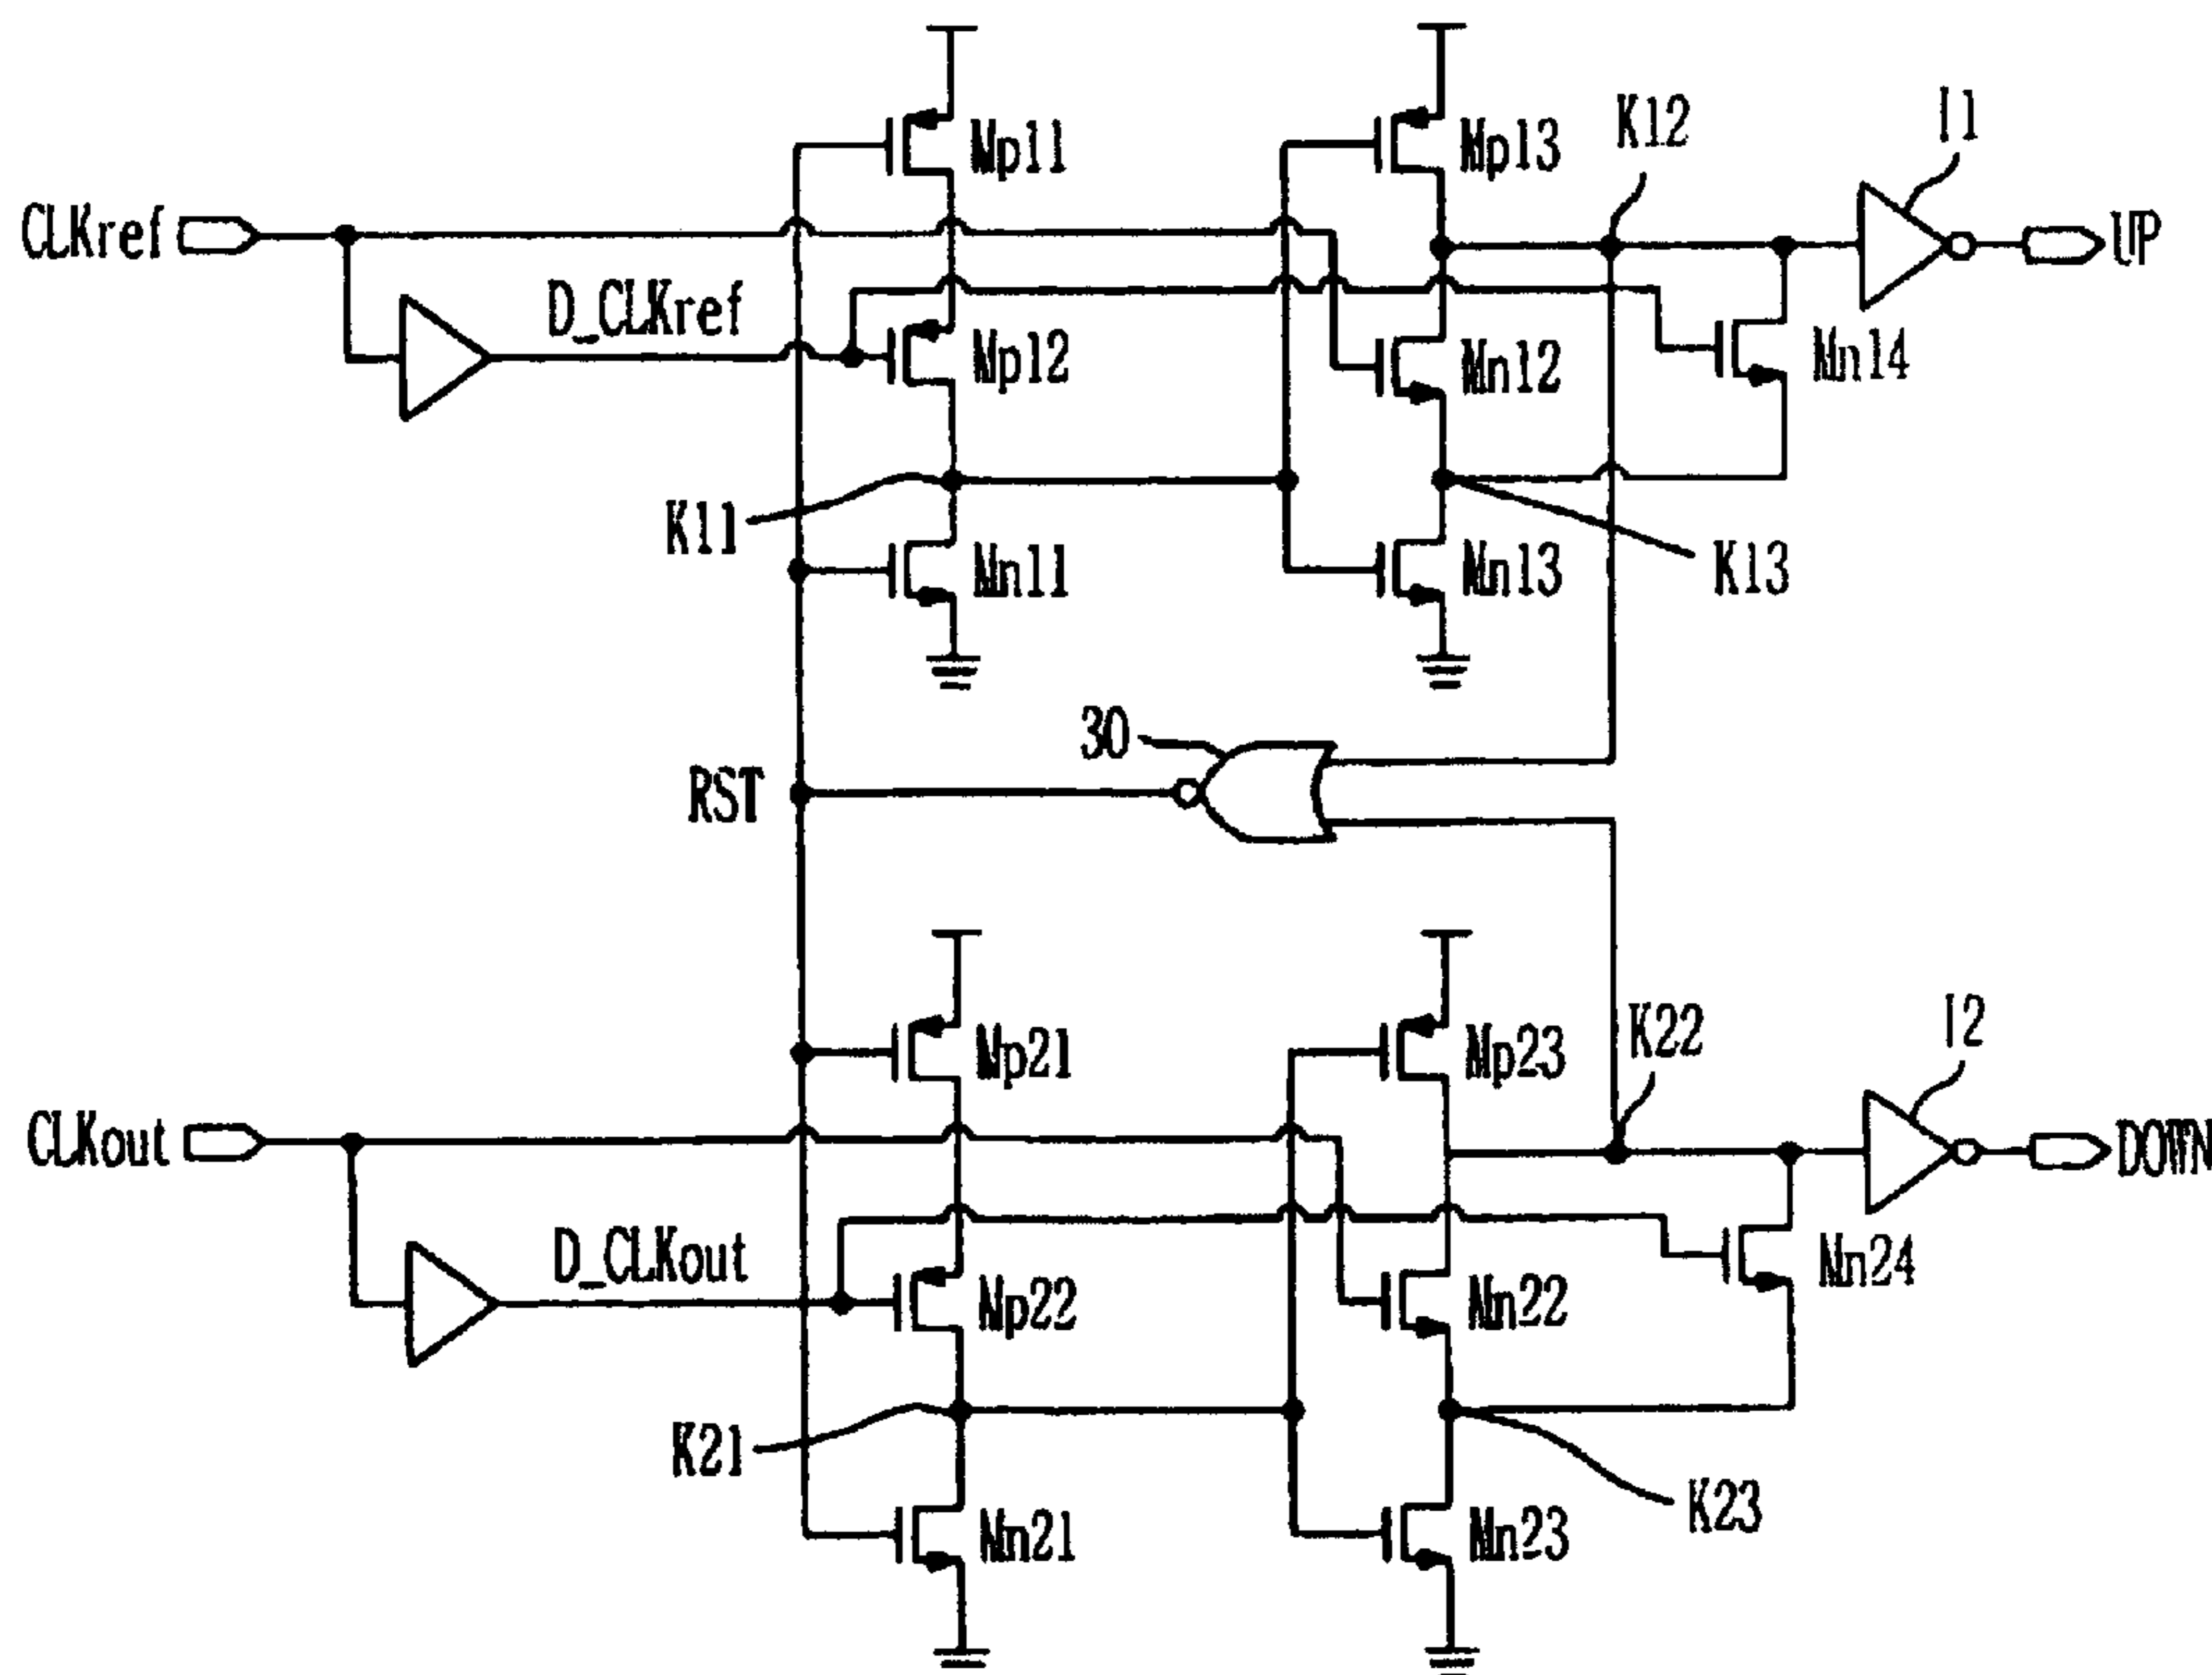 Mp11
Mp13
K12
I1
CLKref
UP
D_CLKref
Mp12
Mn12
Mn14
K11
Mn11
Mn13
K13
30
RST
Mp21
Mp23
K22
I2
CLKout
DOWN
D_CLKout
Mp22
Mn22
Mn24
K21
K23
Mn21
Mn23